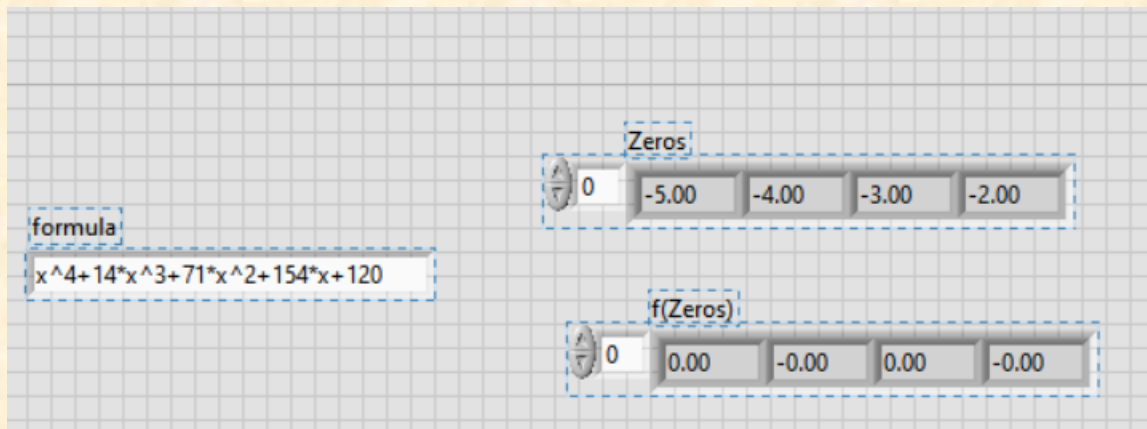 Zeros
0 -5.00 -4.00 -3.00 -2.00
formula
x^4+14*x^3+71*x^2+154*x+120
f(Zeros)
0 0.00 -0.00 0.00 -0.00